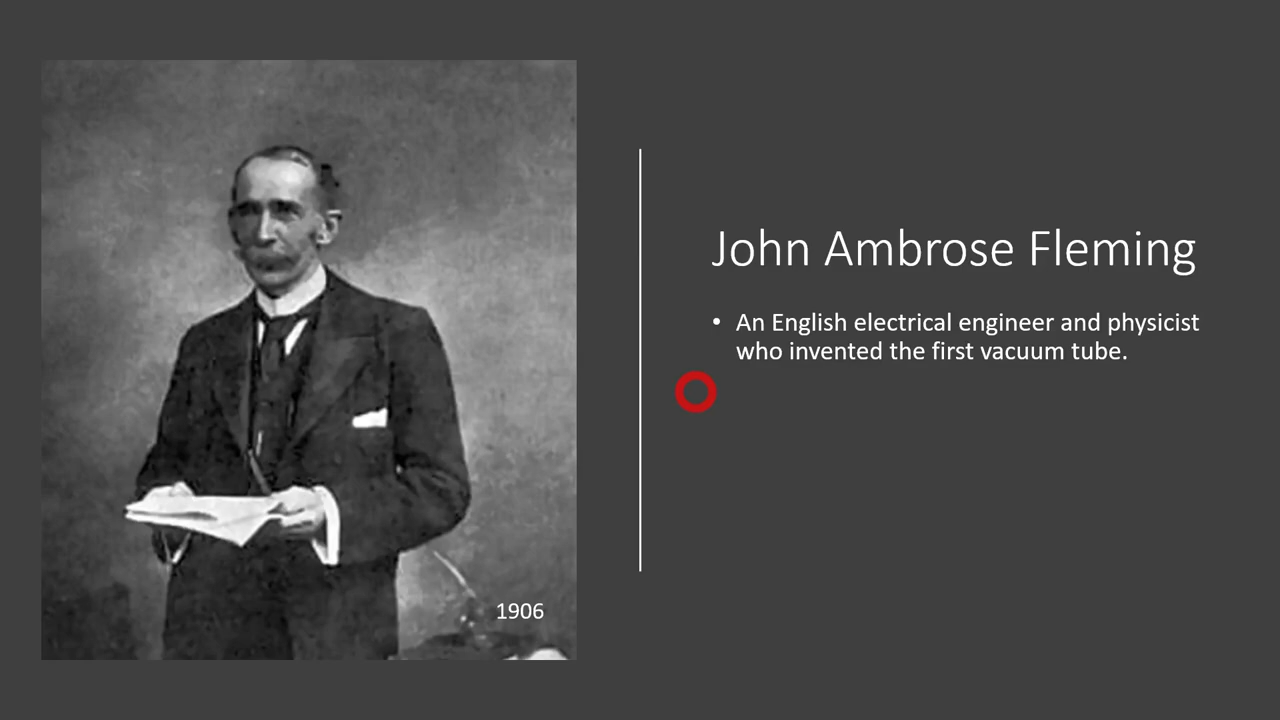 John Ambrose Fleming
• An English electrical engineer and physicist
who invented the first vacuum tube.
1906